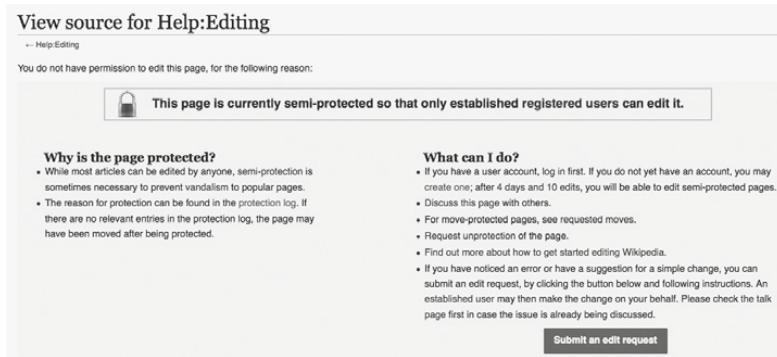 View source for Help:Editing
← Help:Editing
You do not have permission to edit this page, for the following reason:
This page is currently semi-protected so that only established registered users can edit it.
Why is the page protected?
• While most articles can be edited by anyone, semi-protection is
sometimes necessary to prevent vandalism to popular pages.
• The reason for protection can be found in the protection log. If
there are no relevant entries in the protection log, the page may
have been moved after being protected.
What can I do?
• If you have a user account, log in first. If you do not yet have an account, you may
create one; after 4 days and 10 edits, you will be able to edit semi-protected pages.
• Discuss this page with others.
• For move-protected pages, see requested moves.
• Request unprotection of the page.
• Find out more about how to get started editing Wikipedia.
• If you have noticed an error or have a suggestion for a simple change, you can
submit an edit request, by clicking the button below and following instructions. An
established user may then make the change on your behalf. Please check the talk
page first in case the issue is already being discussed.
Submit an edit request